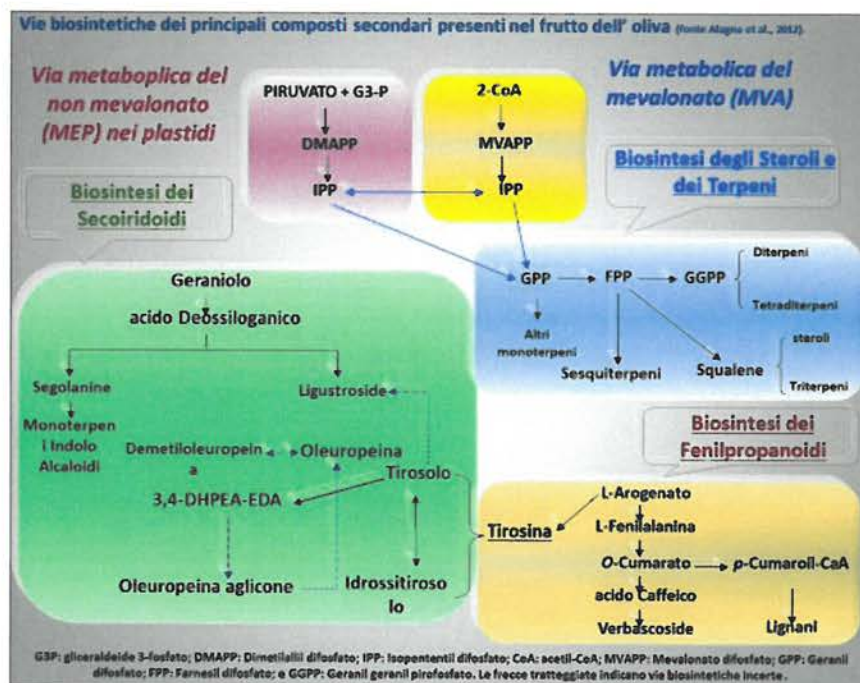 Vie biosintetiche dei principali composti secondari presenti nel frutto dell' oliva (fonte Alagna et al., 2012).
Via metaboplica del
non mevalonato
(MEP) nei plastidi
PIRUVATO + G3-P
DMAPP
IPP
2-CoA
MVAPP
IPP
Via metabolica del
mevalonato (MVA)
Biosintesi degli Steroli e
dei Terpeni
Biosintesi dei
Secoiridoidi
GPP
FPP
GGPP
Diterpeni
Tetraditerpeni
Altri
monoterpeni
Sesquiterpeni
Squalene
steroli
Triterpeni
Geraniolo
acido Deossiloganico
Segolanine
Ligustroside
Monoterpen
i Indolo
Alcaloidi
Demetiloleuropein
a
Oleuropeina
Tirosolo
3,4-DHPEA-EDA
Oleuropeina aglicone
Idrossitiroso
lo
Biosintesi dei
Fenilpropanoidi
Tirosina
L-Arogenato
L-Fenilalanina
O-Cumarato
p-Cumaroil-CaA
acido Caffeico
Verbascoside
Lignani
G3P: gliceraldeide 3-fosfato; DMAPP: Dimetilallil difosfato; IPP: Isopentenil difosfato; CoA: acetil-CoA; MVAPP: Mevalonato difosfato; GPP: Geranil
difosfato; FPP: Farnesil difosfato; e GGPP: Geranil geranil pirofosfato. Le frecce tratteggiate indicano vie biosintetiche incerte.